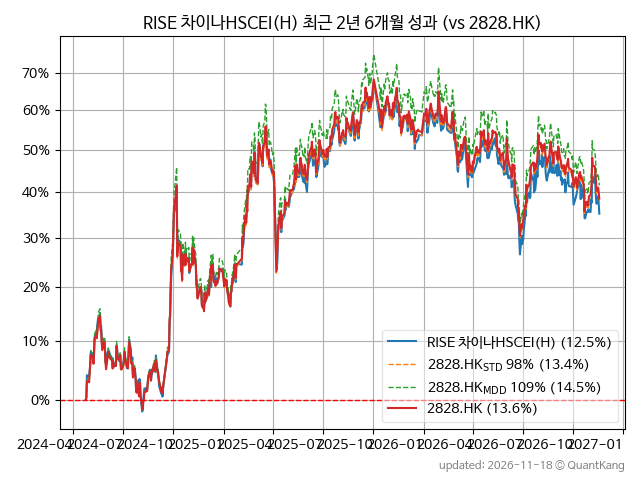 RISE 차이나HSCEI(H) 최근 2년 6개월 성과 (vs 2828.HK)
70%
60%
50%
40%
30%
20%
10%
0%
RISE 차이나HSCEI(H) (12.5%)
2828.HKSTD 98% (13.4%)
2828.HKMDD 109% (14.5%)
2828.HK (13.6%)
2024-04 2024-07 2024-10 2025-01 2025-04 2025-07 2025-10 2026-01 2026-04 2026-07 2026-10 2027-01
updated: 2026-11-18 © QuantKang